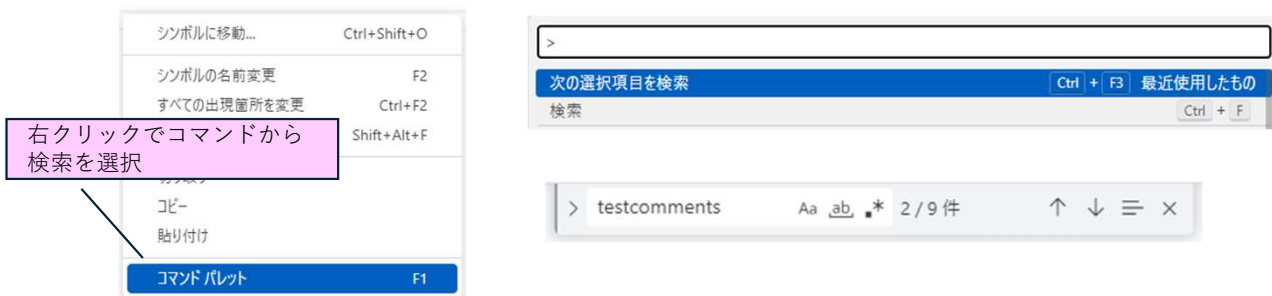 シンボルに移動... Ctrl+Shift+O
シンボルの名前変更 F2
すべての出現箇所を変更 Ctrl+F2
Shift+Alt+F
右クリックでコマンドから
検索を選択
コピー
貼り付け
コマンド パレット F1
>
次の選択項目を検索 Ctrl + F3 最近使用したもの
検索 Ctrl + F
> testcomments Aa ab, .* 2 / 9 件 ↑ ↓ ×